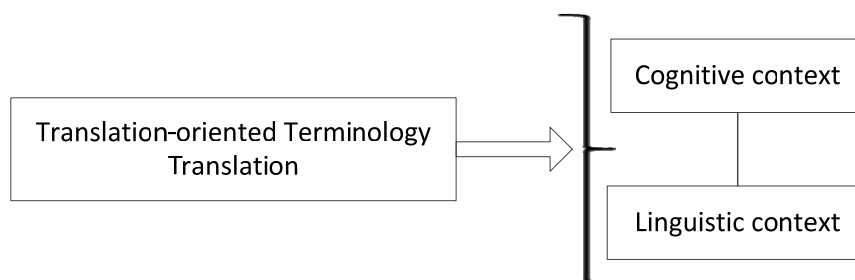 Translation-oriented Terminology
Translation
Cognitive context
Linguistic context